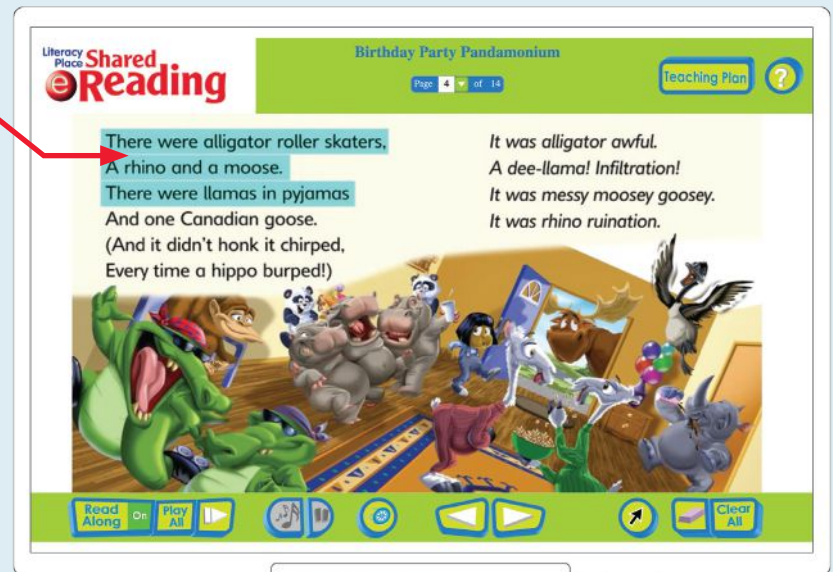 Literacy
Place Shared
eReading
Birthday Party Pandamonium
Page 4 of 14
Teaching Plan
?
There were alligator roller skaters,
A rhino and a moose.
There were llamas in pyjamas
And one Canadian goose.
(And it didn't honk it chirped,
Every time a hippo burped!)
It was alligator awful.
A dee-llama! Infiltration!
It was messy moosey goosey.
It was rhino ruination.
Read
Along
On
Play
All
Clear
All